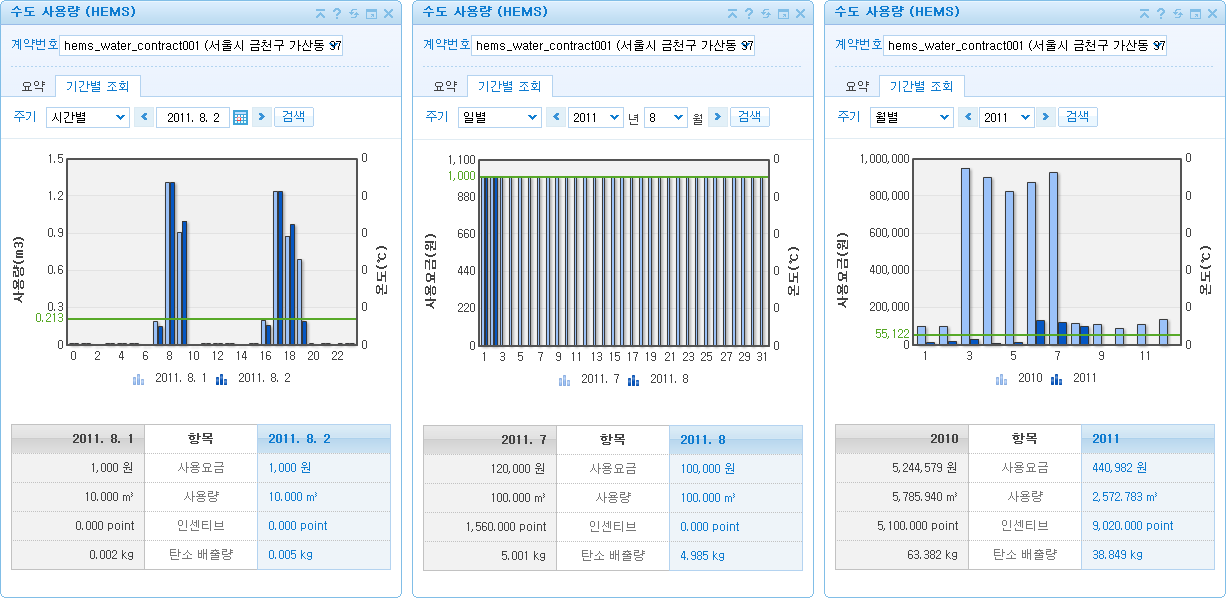 수도 사용량 (HEMS)
계약번호 hems_water_contract001 (서울시 금천구 가산동 97
요약 기간별 조회
주기 시간별 2011. 8. 2 검색
1.5
1.2
0.9
0.6
0.3
0.213
0
사용량(m3)
0
0
0
0
0
0
온도(℃)
0 2 4 6 8 10 12 14 16 18 20 22
2011. 8. 1 2011. 8. 2
2011. 8. 1 항목 2011. 8. 2
1,000 원 사용요금 1,000 원
10.000 m³ 사용량 10.000 m³
0.000 point 인센티브 0.000 point
0.002 kg 탄소 배출량 0.005 kg
수도 사용량 (HEMS)
계약번호 hems_water_contract001 (서울시 금천구 가산동 97
요약 기간별 조회
주기 일별 2011 년 8 월 검색
1,100
1,000
880
660
440
220
0
사용요금(원)
0
0
0
0
0
0
온도(℃)
1 3 5 7 9 11 13 15 17 19 21 23 25 27 29 31
2011. 7 2011. 8
2011. 7 항목 2011. 8
120,000 원 사용요금 100,000 원
100.000 m³ 사용량 100.000 m³
1,560.000 point 인센티브 0.000 point
5.001 kg 탄소 배출량 4.985 kg
수도 사용량 (HEMS)
계약번호 hems_water_contract001 (서울시 금천구 가산동 97
요약 기간별 조회
주기 월별 2011 검색
1,000,000
800,000
600,000
400,000
200,000
55,122
0
사용요금(원)
0
0
0
0
0
0
온도(℃)
1 3 5 7 9 11
2010 2011
2010 항목 2011
5,244,579 원 사용요금 440,982 원
5,785.940 m³ 사용량 2,572.783 m³
5,100.000 point 인센티브 9,020.000 point
63.382 kg 탄소 배출량 38.849 kg